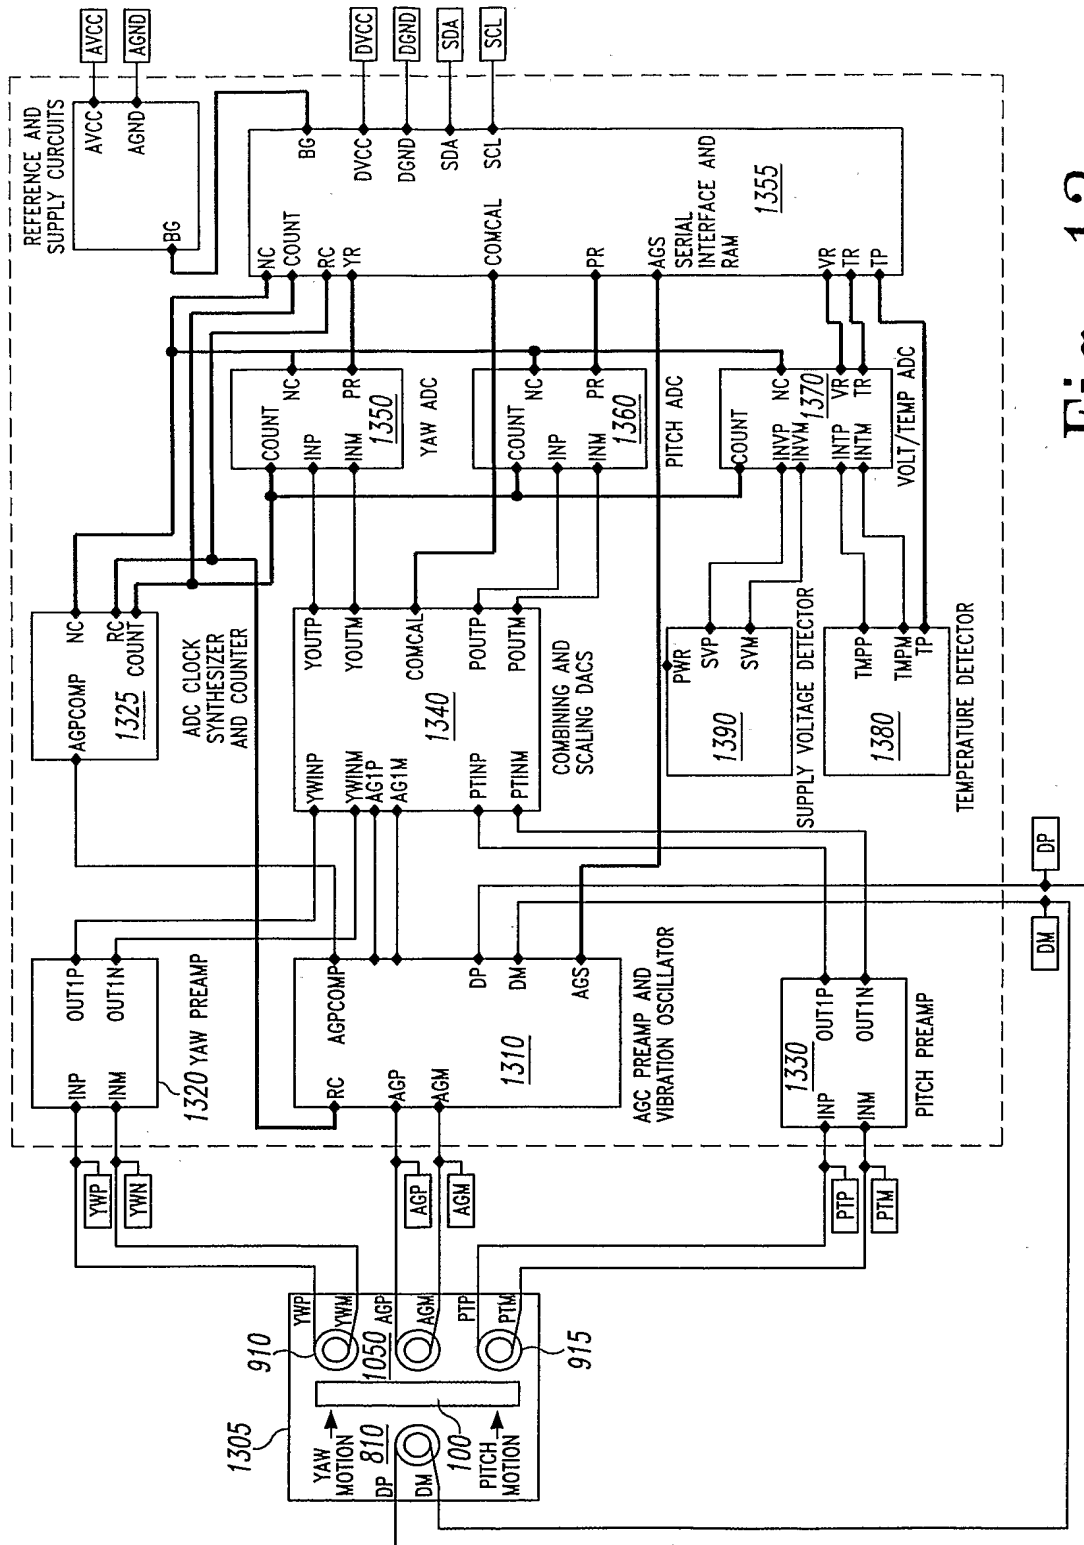 AVCC
AGND
REFERENCE AND
SUPPLY CURCUITS
AVCC
AGND
BG
DVCC
DGND
SDA
SCL
BG
DVCC
DGND
SDA
SCL
NC
COUNT
RC
YR
COMCAL
PR
AGS
SERIAL
INTERFACE AND
RAM
1355
VR
TR
TP
COUNT
NC
INP
INM
PR
1350
YAW ADC
COUNT
NC
INP
INM
PR
1360
PITCH ADC
COUNT
NC
INVP
INVM
1370
INTP
INTM
VR
TR
VOLT/TEMP ADC
AGPCOMP
NC
RC
COUNT
1325
ADC CLOCK
SYNTHESIZER
AND COUNTER
YWINP
YWINM
AG1P
AG1M
PTINP
PTINM
YOUTP
YOUTM
COMCAL
POUTP
POUTM
1340
COMBINING AND
SCALING DACS
PWR
SVP
SVM
1390
SUPPLY VOLTAGE DETECTOR
TMPP
TMPM
TP
1380
TEMPERATURE DETECTOR
INP
INM
OUT1P
OUT1N
1320
YAW PREAMP
RC
AGP
AGM
AGPCOMP
DP
DM
AGS
1310
AGC PREAMP AND
VIBRATION OSCILLATOR
INP
INM
OUT1P
OUT1N
1330
PITCH PREAMP
DP
DM
YWP
YWN
AGP
AGM
PTP
PTM
1305
910
YWP
YWM
AGP
1050
AGM
PTP
PTM
915
YAW
MOTION
810
DP
DM
100
PITCH
MOTION